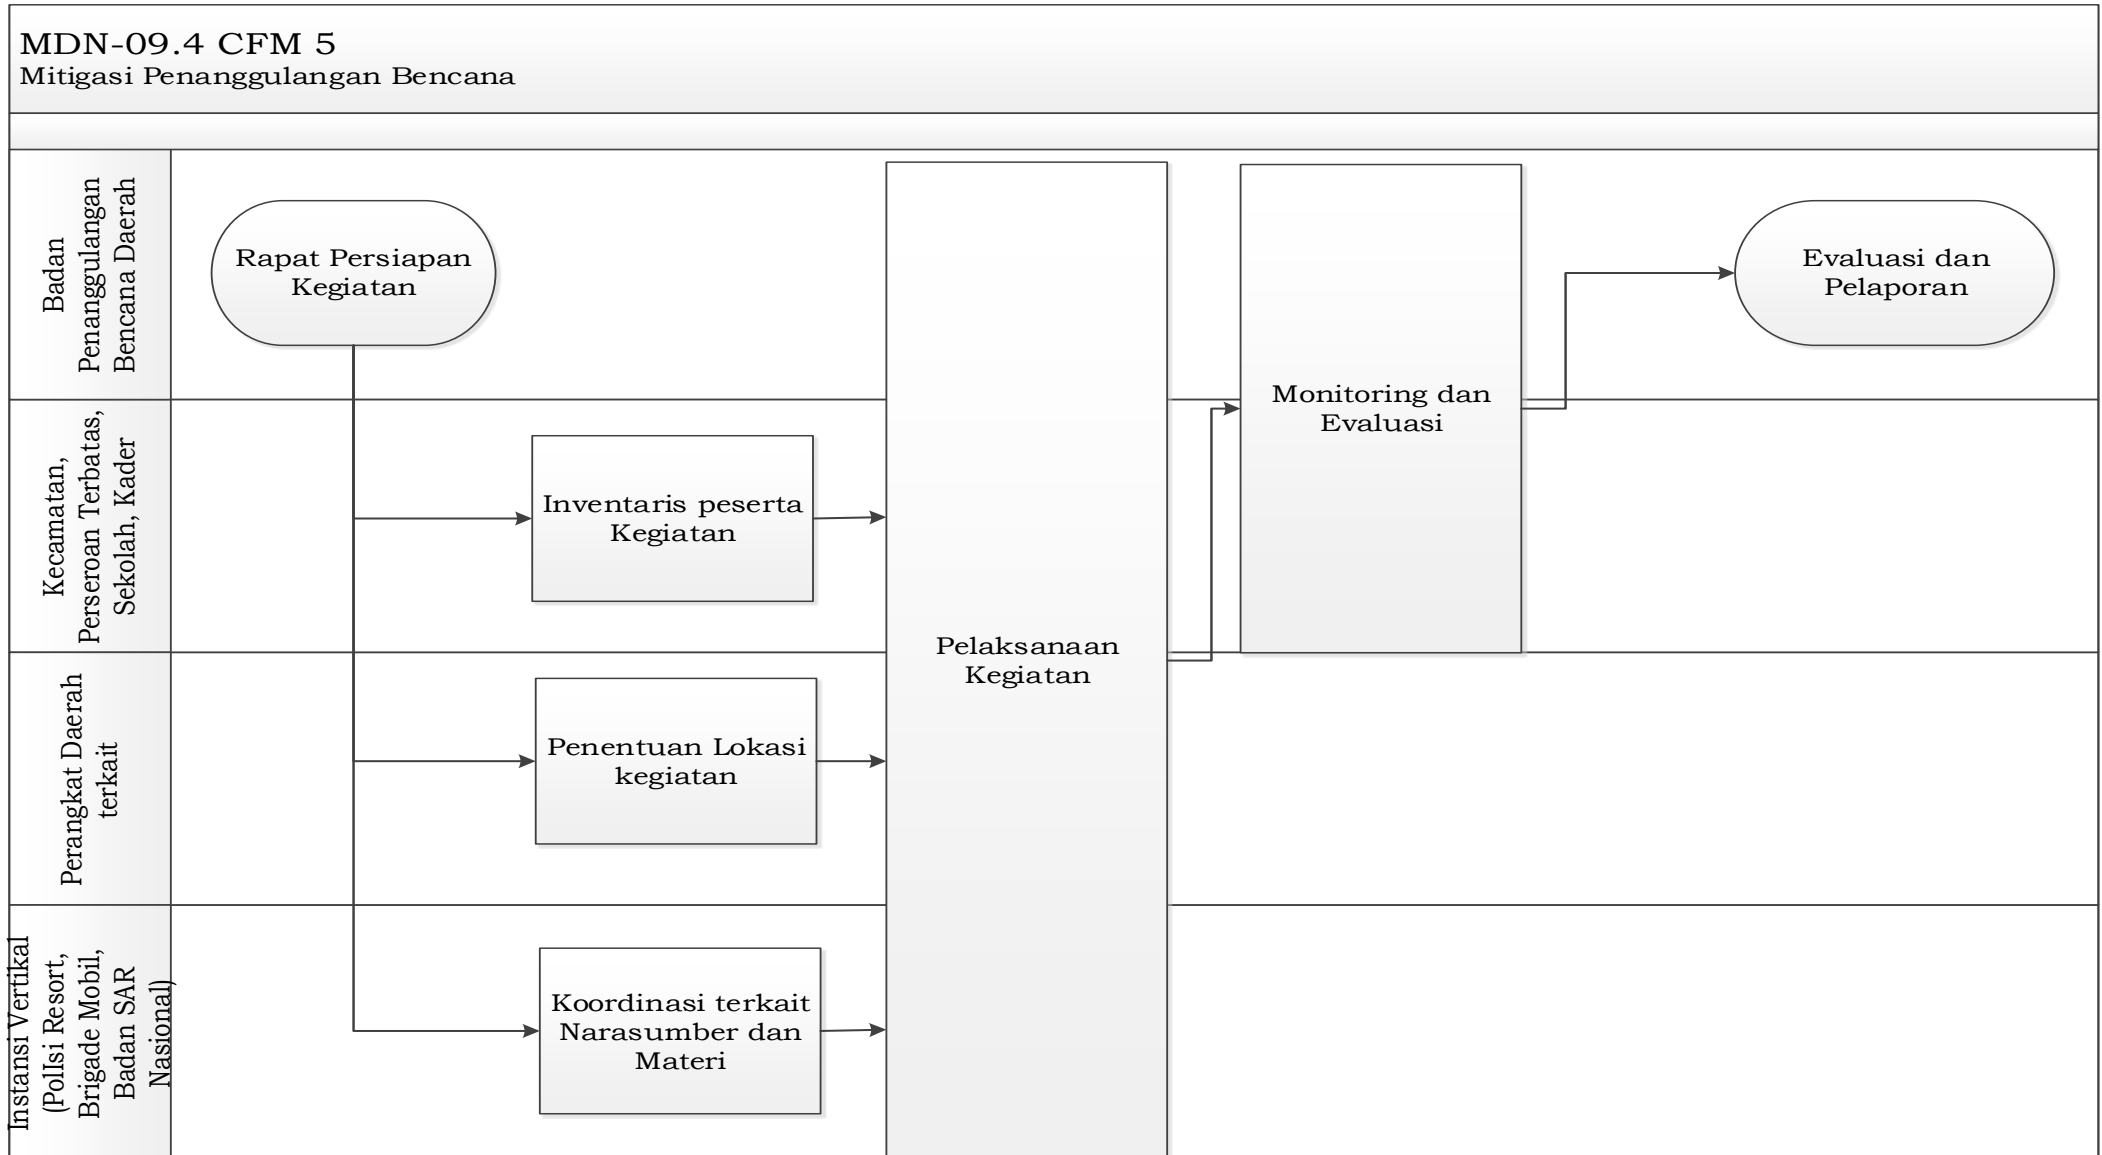 MDN-09.4 CFM 5
Mitigasi Penanggulangan Bencana
Badan
Penanggulangan
Bencana Daerah
Rapat Persiapan
Kegiatan
Evaluasi dan
Pelaporan
Monitoring dan
Evaluasi
Kecamatan,
Perseroan Terbatas,
Sekolah, Kader
Inventaris peserta
Kegiatan
Pelaksanaan
Kegiatan
Perangkat Daerah
terkait
Penentuan Lokasi
kegiatan
Instansi Vertikal
(PolIsi Resort,
Brigade Mobil,
Badan SAR
Nasional)
Koordinasi terkait
Narasumber dan
Materi